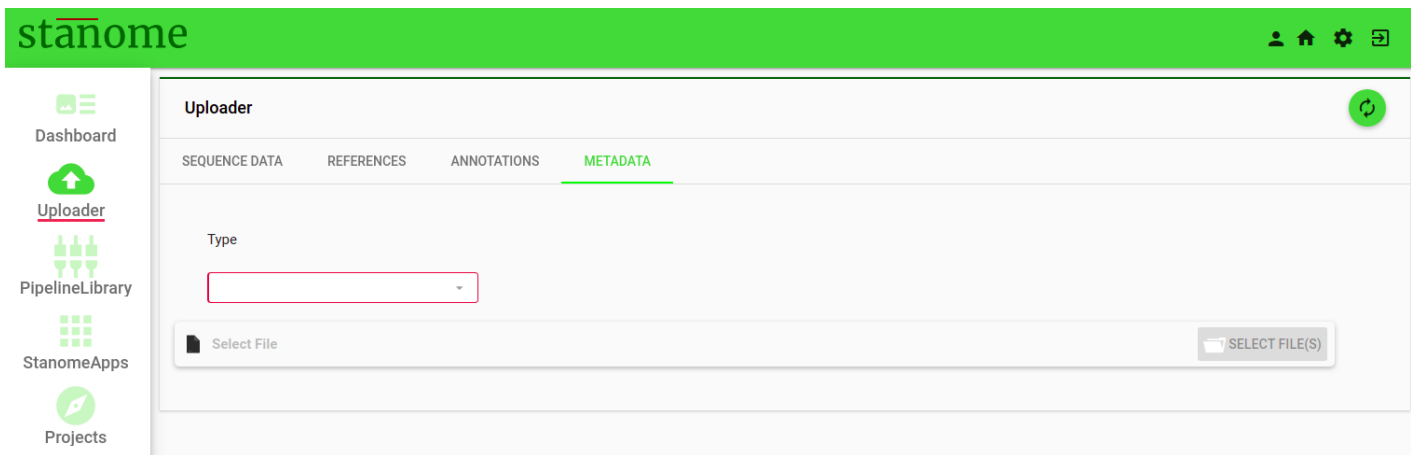 stanome
Dashboard
Uploader
PipelineLibrary
StanomeApps
Projects
Uploader
SEQUENCE DATA REFERENCES ANNOTATIONS METADATA
Type
Select File SELECT FILE(S)